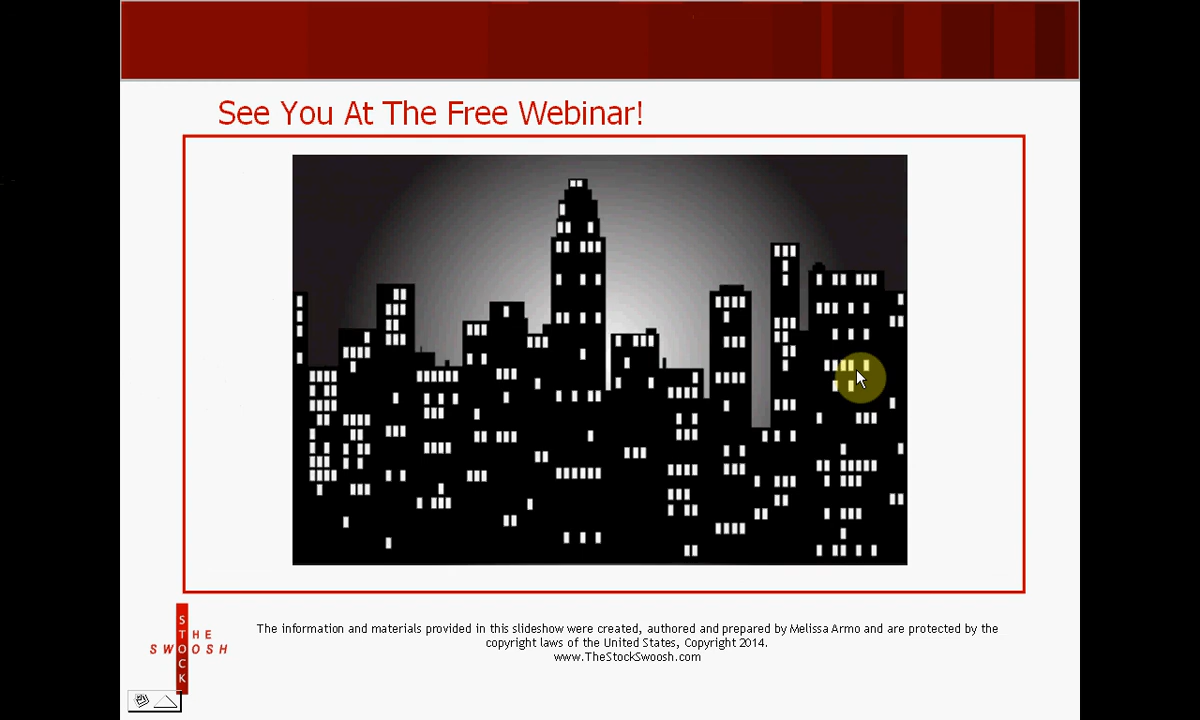 See You At The Free Webinar!
THE
STOCK
SWOOSH
The information and materials provided in this slideshow were created, authored and prepared by Melissa Armo and are protected by the
copyright laws of the United States, Copyright 2014.
www.TheStockSwoosh.com